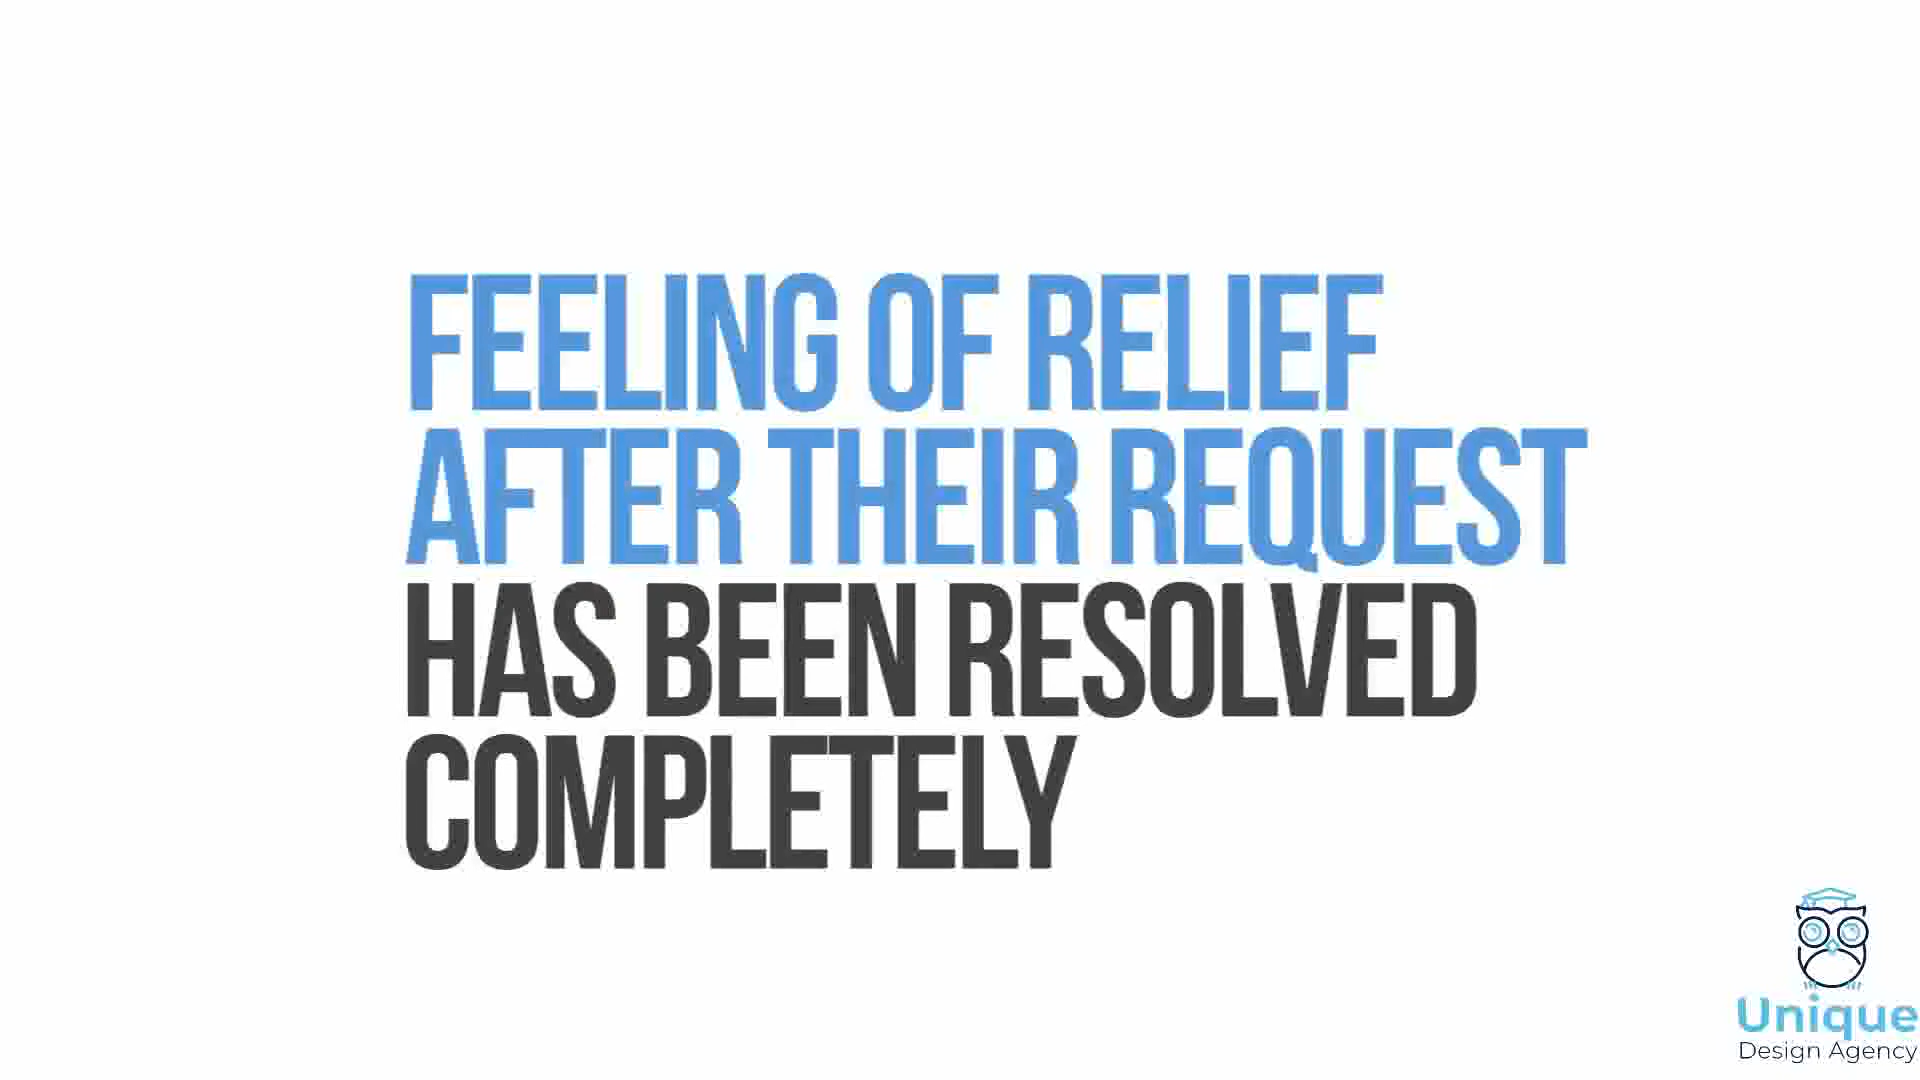 FEELING OF RELIEF
AFTER THEIR REQUEST
HAS BEEN RESOLVED
COMPLETELY
Unique
Design Agency